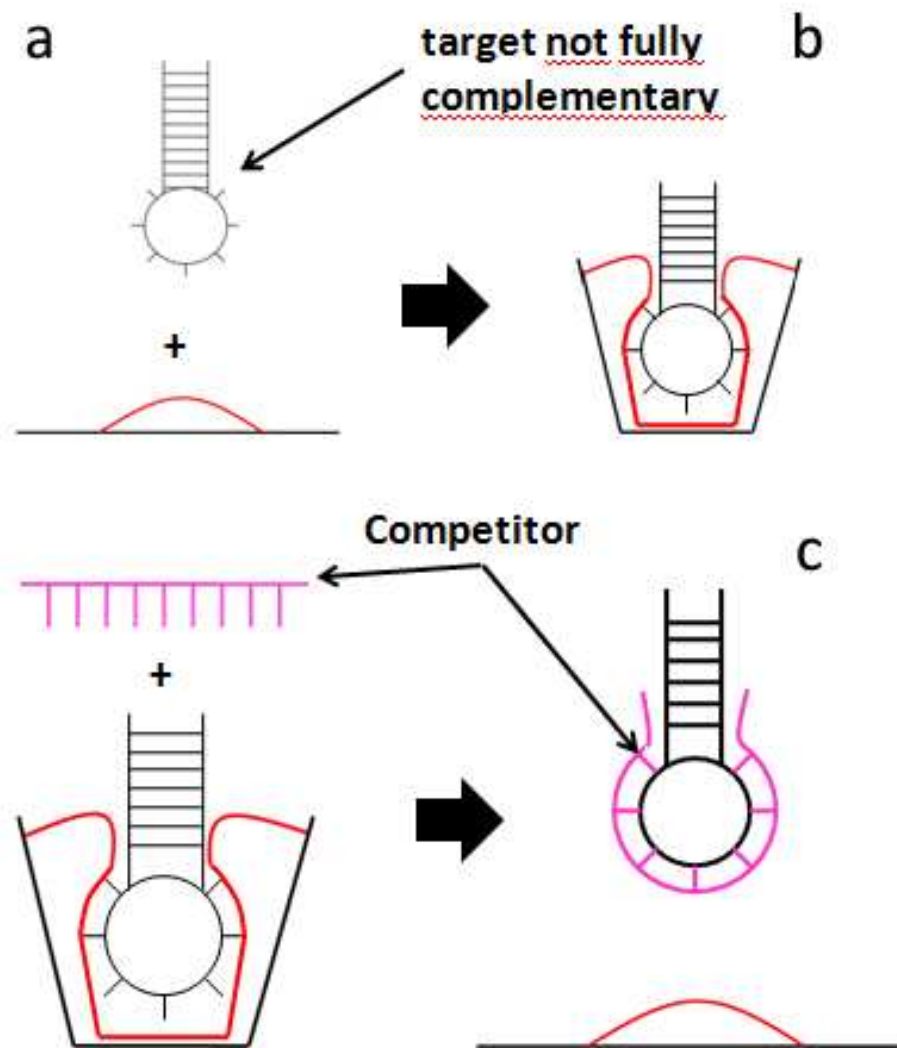 a
target not fully
complementary
b
+
Competitor
c
+